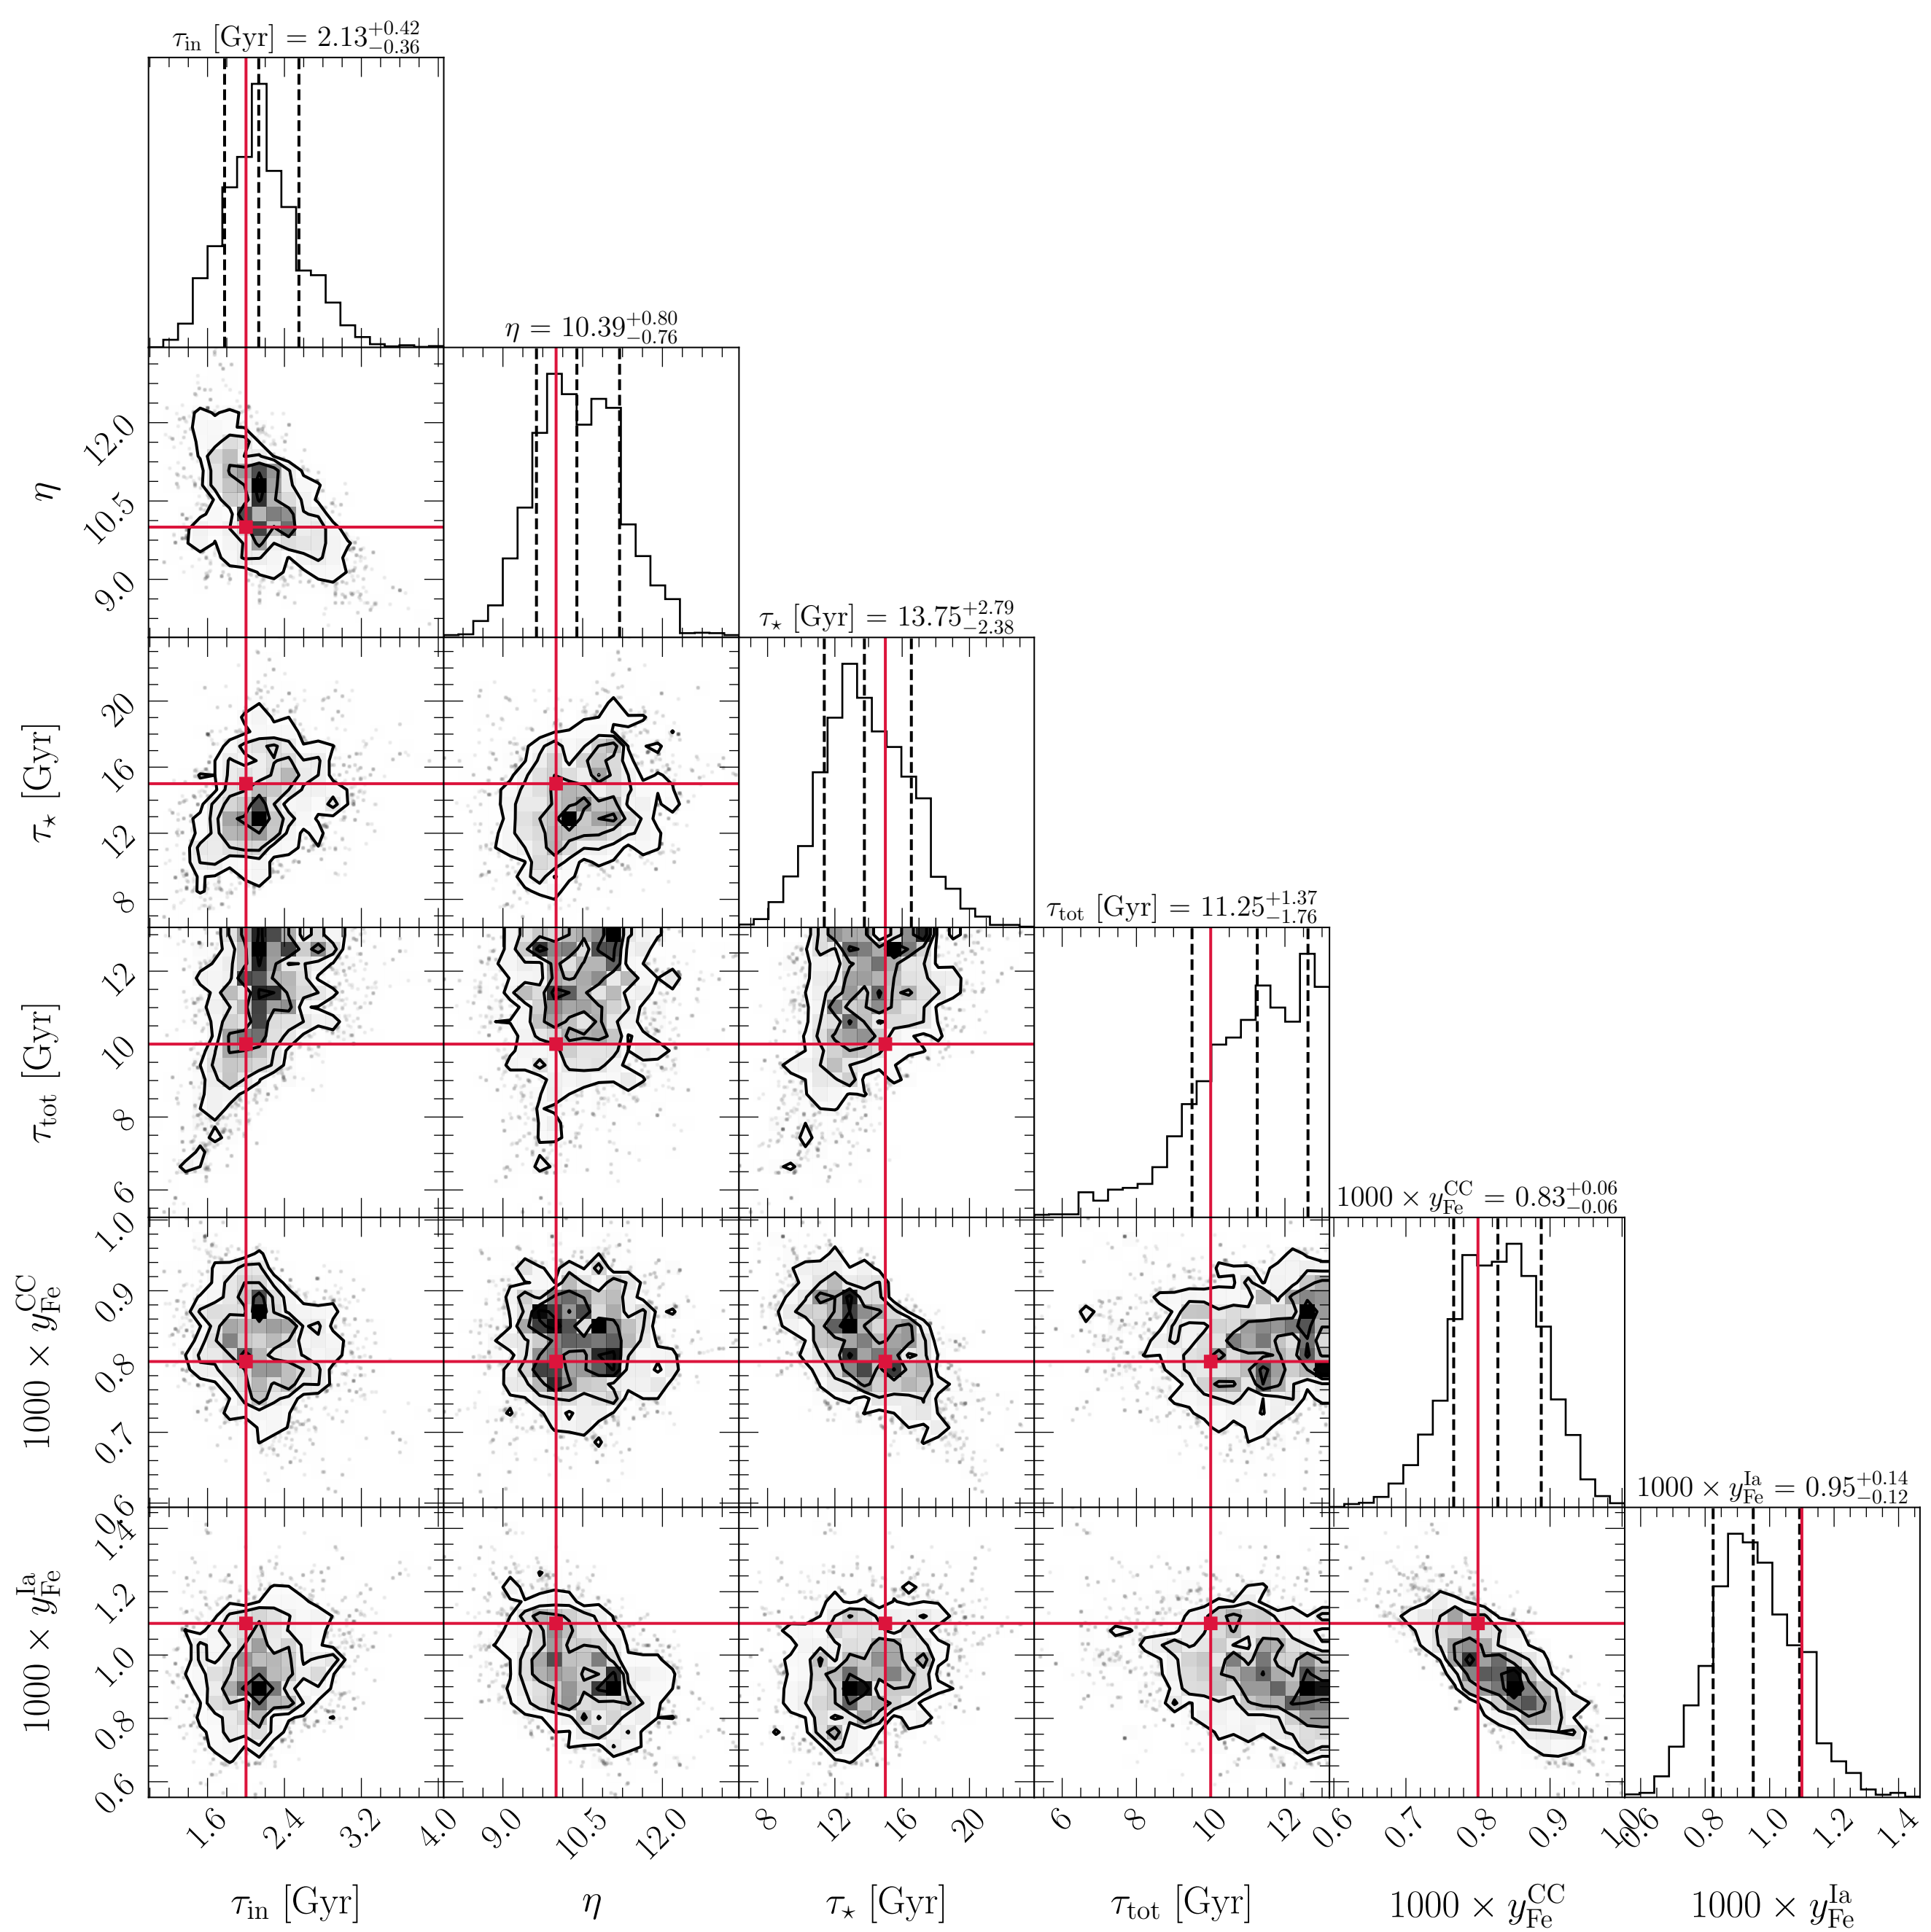 τ_in [Gyr] = 2.13^{+0.42}_{−0.36}
η = 10.39^{+0.80}_{−0.76}
12.0
10.5
9.0
η
τ_⋆ [Gyr] = 13.75^{+2.79}_{−2.38}
20
16
12
8
τ_⋆ [Gyr]
τ_tot [Gyr] = 11.25^{+1.37}_{−1.76}
12
10
8
6
τ_tot [Gyr]
1000 × y^{CC}_{Fe} = 0.83^{+0.06}_{−0.06}
1.0
0.9
0.8
0.7
0.6
1000 × y^{CC}_{Fe}
1000 × y^{Ia}_{Fe} = 0.95^{+0.14}_{−0.12}
1.4
1.2
1.0
0.8
0.6
1000 × y^{Ia}_{Fe}
1.6 2.4 3.2 4.0 9.0 10.5 12.0 8 12 16 20 6 8 10 12 0.6 0.7 0.8 0.9 1.0 0.6 0.8 1.0 1.2 1.4
τ_in [Gyr] η τ_⋆ [Gyr] τ_tot [Gyr] 1000 × y^{CC}_{Fe} 1000 × y^{Ia}_{Fe}